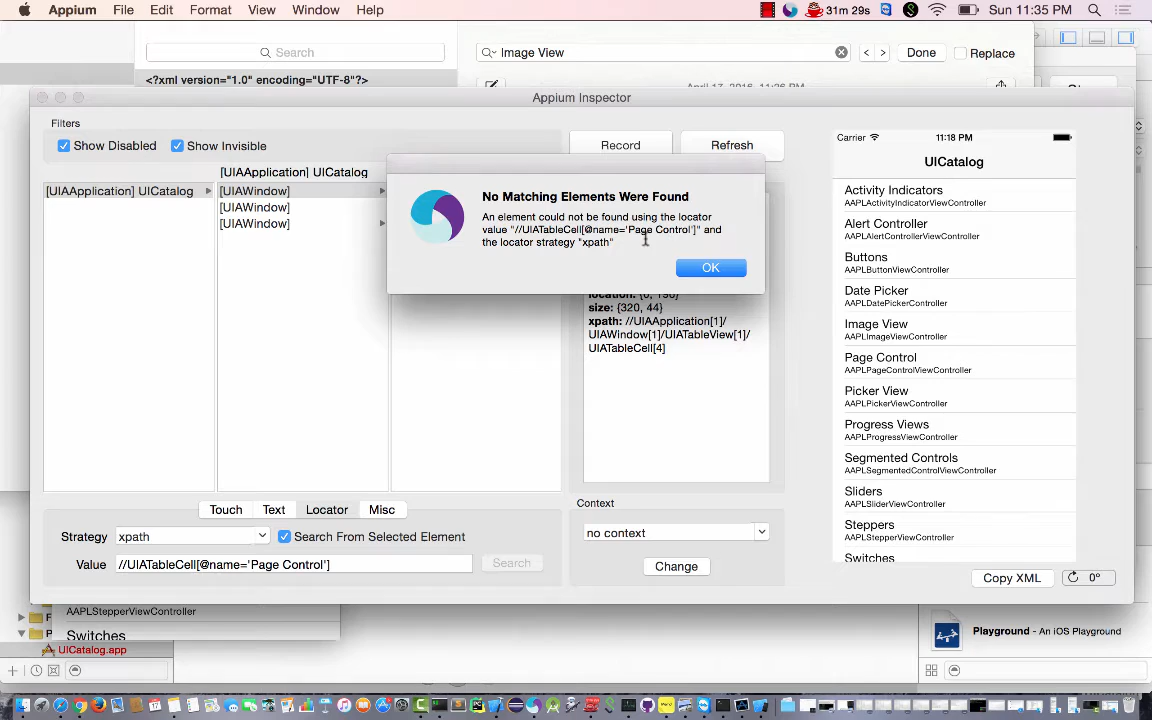 Appium File Edit Format View Window Help
31m 29s Sun 11:35 PM
Search
Image View
Done Replace
<?xml version="1.0" encoding="UTF-8"?>
Appium Inspector
Filters
Show Disabled Show Invisible
Record Refresh
[UIAApplication] UICatalog
[UIAApplication] UICatalog
[UIAWindow]
[UIAWindow]
[UIAWindow]
No Matching Elements Were Found
An element could not be found using the locator
value "//UIATableCell[@name='Page Control']" and
the locator strategy "xpath"
OK
size: {320, 44}
xpath: //UIAApplication[1]/
UIAWindow[1]/UIATableView[1]/
UIATableCell[4]
Carrier 11:18 PM
UICatalog
Activity Indicators
AAPLActivityIndicatorViewController
Alert Controller
AAPLAlertControllerViewController
Buttons
AAPLButtonViewController
Date Picker
AAPLDatePickerController
Image View
AAPLImageViewController
Page Control
AAPLPageControlViewController
Picker View
AAPLPickerViewController
Progress Views
AAPLProgressViewController
Segmented Controls
AAPLSegmentedControlViewController
Sliders
AAPLSliderViewController
Steppers
AAPLStepperViewController
Switches
Touch Text Locator Misc
Strategy xpath Search From Selected Element
Value //UIATableCell[@name='Page Control'] Search
Context
no context
Change
Copy XML 0°
AAPLStepperViewController
Switches
UICatalog.app
Playground - An iOS Playground